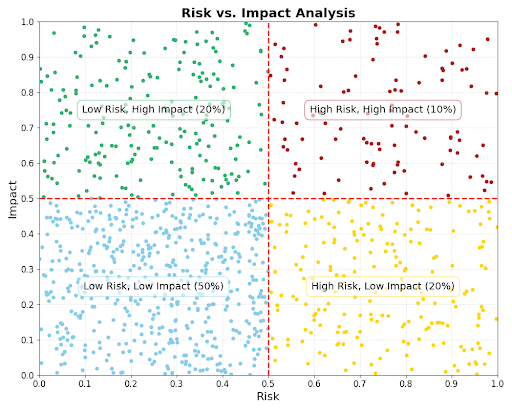 Risk vs. Impact Analysis
1.0
0.9
0.8
0.7
0.6
0.5
0.4
0.3
0.2
0.1
0.0
Impact
Low Risk, High Impact (20%)
High Risk, High Impact (10%)
Low Risk, Low Impact (50%)
High Risk, Low Impact (20%)
0.0 0.1 0.2 0.3 0.4 0.5 0.6 0.7 0.8 0.9 1.0
Risk